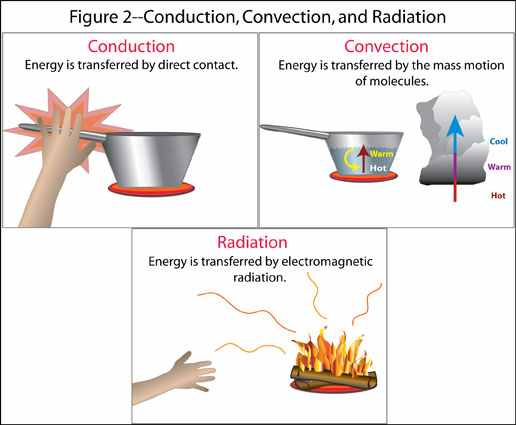 Figure 2--Conduction, Convection, and Radiation
Conduction
Energy is transferred by direct contact.
Convection
Energy is transferred by the mass motion
of molecules.
Warm
Hot
Cool
Warm
Hot
Radiation
Energy is transferred by electromagnetic
radiation.